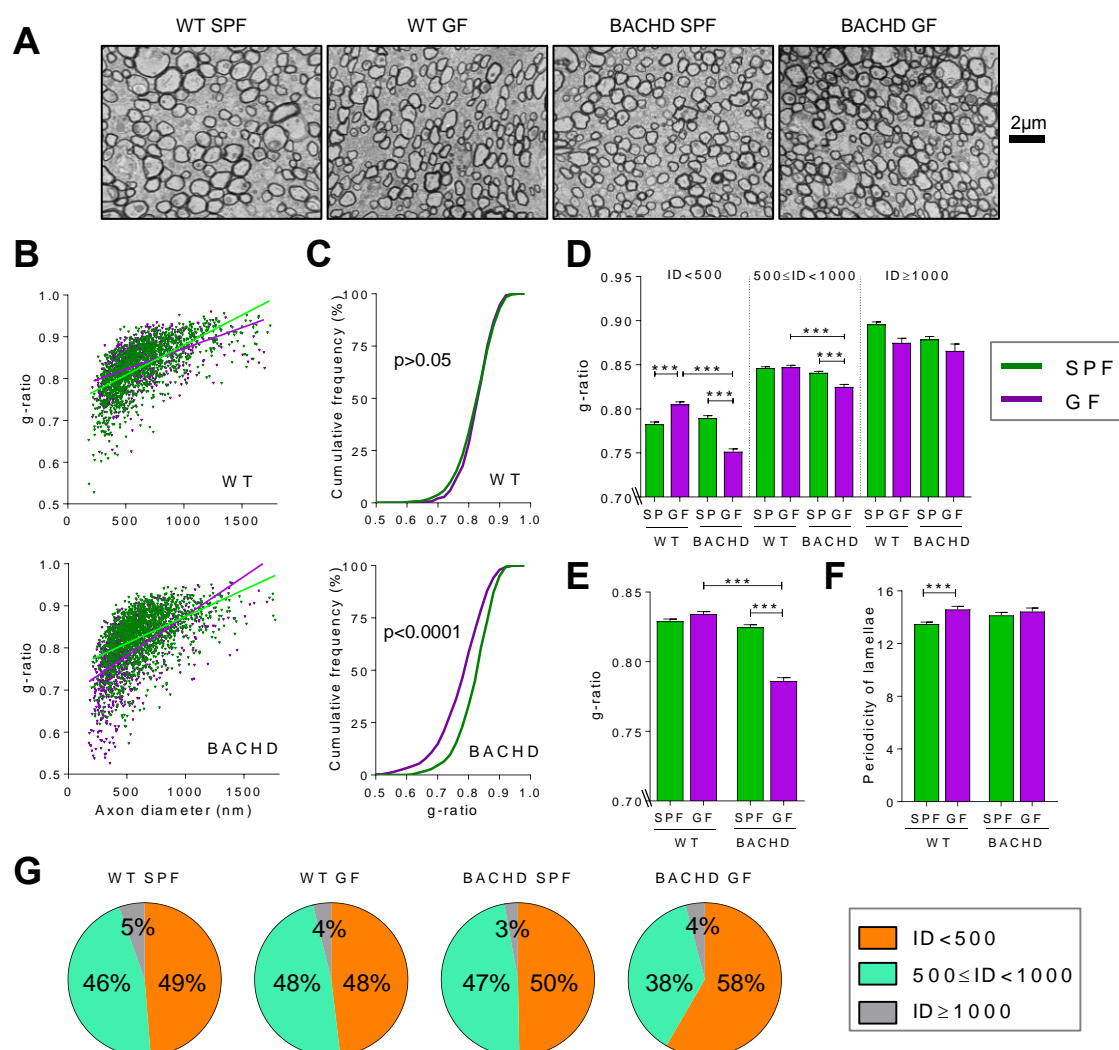 A
WT SPF WT GF BACHD SPF BACHD GF
2µm
B
1.0
0.9
0.8
0.7
0.6
0.5
g-ratio
WT
0 500 1000 1500
1.0
0.9
0.8
0.7
0.6
0.5
g-ratio
BACHD
0 500 1000 1500
Axon diameter (nm)
C
100
75
50
25
0
Cumulative frequency (%)
p>0.05
WT
0.5 0.6 0.7 0.8 0.9 1.0
100
75
50
25
0
Cumulative frequency (%)
p<0.0001
BACHD
0.5 0.6 0.7 0.8 0.9 1.0
g-ratio
D
ID<500 500≤ID<1000 ID≥1000
0.95
0.90
0.85
0.80
0.75
0.70
g-ratio
*** *** *** *** ***
SP GF SP GF SP GF SP GF SP GF SP GF
WT BACHD WT BACHD WT BACHD
SPF
GF
E
0.85
0.80
0.75
0.70
g-ratio
***
***
SPF GF SPF GF
WT BACHD
F
16
12
8
4
0
Periodicity of lamellae
***
SPF GF SPF GF
WT BACHD
G
WT SPF WT GF BACHD SPF BACHD GF
5% 4% 3% 4%
46% 49% 48% 48% 47% 50% 38% 58%
ID<500
500≤ID<1000
ID≥1000